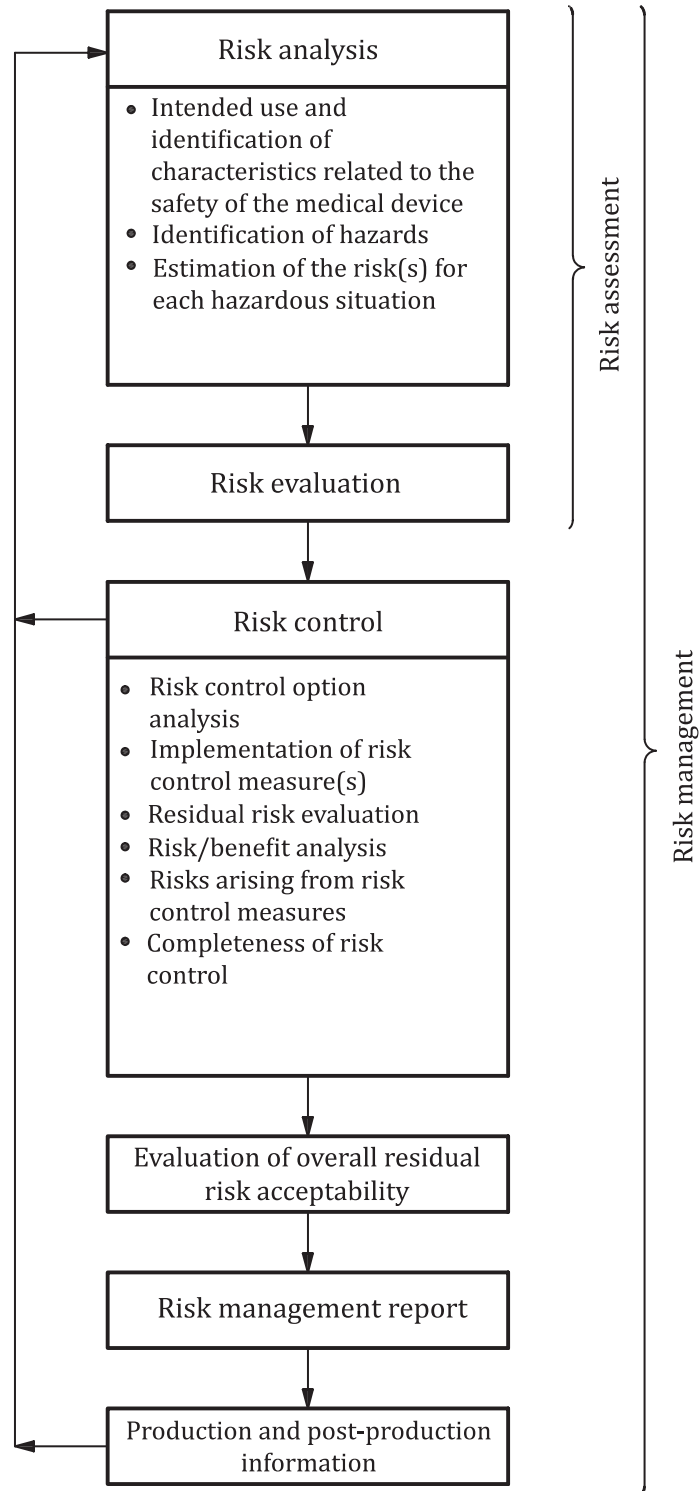 Risk analysis
• Intended use and
identification of
characteristics related to the
safety of the medical device
• Identification of hazards
• Estimation of the risk(s) for
each hazardous situation
Risk evaluation
Risk control
• Risk control option
analysis
• Implementation of risk
control measure(s)
• Residual risk evaluation
• Risk/benefit analysis
• Risks arising from risk
control measures
• Completeness of risk
control
Evaluation of overall residual
risk acceptability
Risk management report
Production and post-production
information
Risk assessment
Risk management